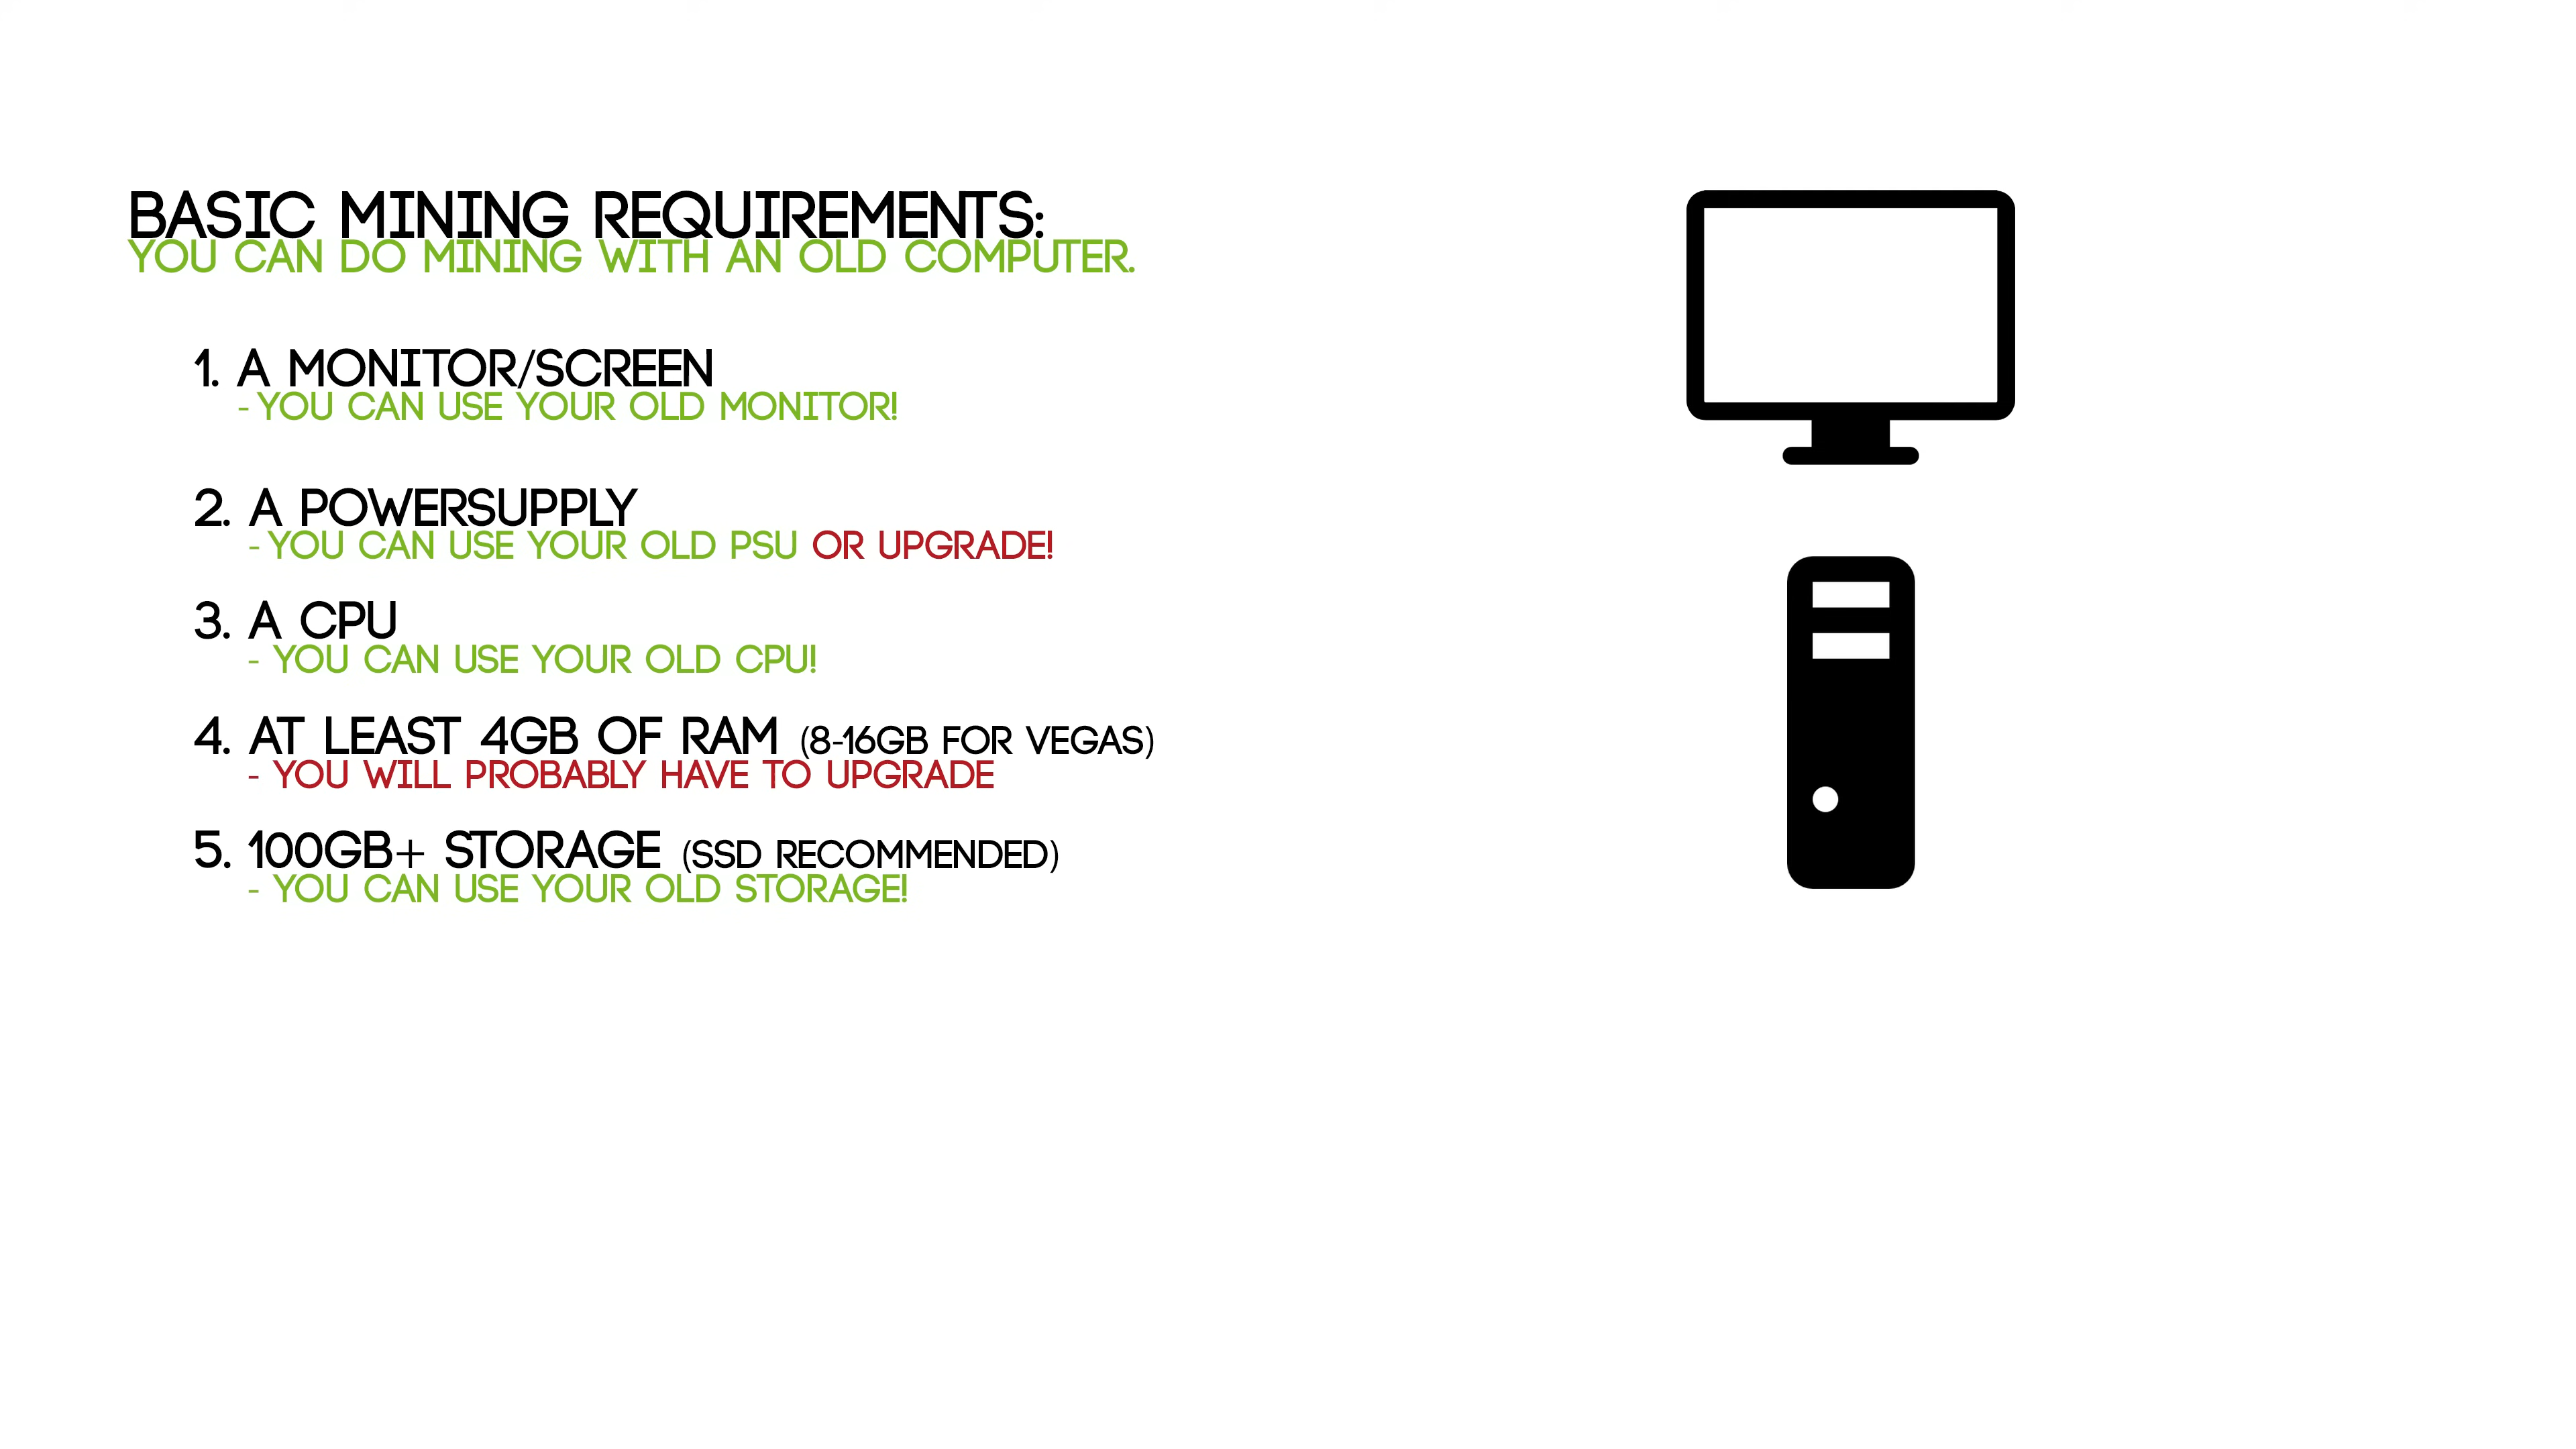 BASIC MINING REQUIREMENTS:
YOU CAN DO MINING WITH AN OLD COMPUTER.
1. A MONITOR/SCREEN
- YOU CAN USE YOUR OLD MONITOR!
2. A POWERSUPPLY
- YOU CAN USE YOUR OLD PSU OR UPGRADE!
3. A CPU
- YOU CAN USE YOUR OLD CPU!
4. AT LEAST 4GB OF RAM (8-16GB FOR VEGAS)
- YOU WILL PROBABLY HAVE TO UPGRADE
5. 100GB+ STORAGE (SSD RECOMMENDED)
- YOU CAN USE YOUR OLD STORAGE!